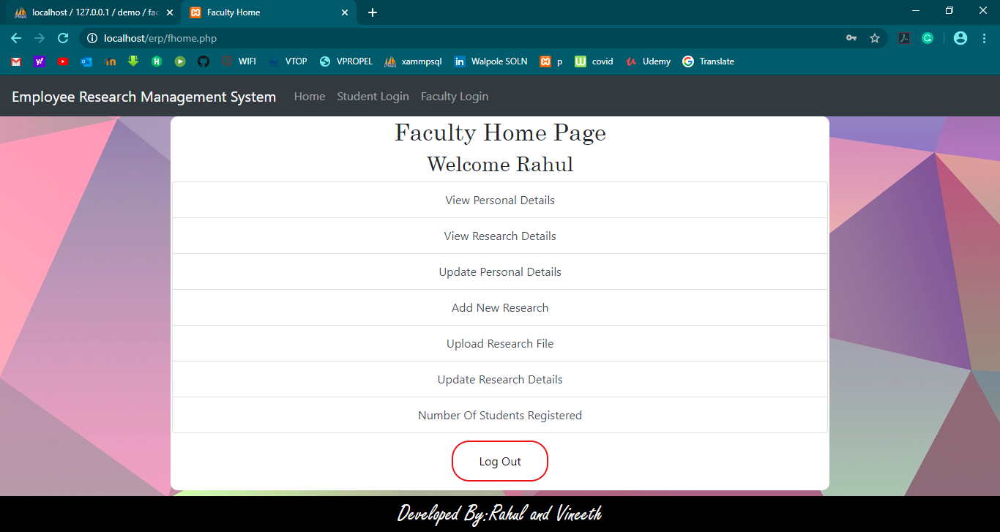 localhost / 127.0.0.1 / demo / fac
Faculty Home
localhost/erp/fhome.php
WIFI
VTOP
VPROPEL
xammpsql
Walpole SOLN
p
covid
Udemy
Translate
Employee Research Management System
Home
Student Login
Faculty Login
Faculty Home Page
Welcome Rahul
View Personal Details
View Research Details
Update Personal Details
Add New Research
Upload Research File
Update Research Details
Number Of Students Registered
Log Out
Developed By:Rahul and Vineeth